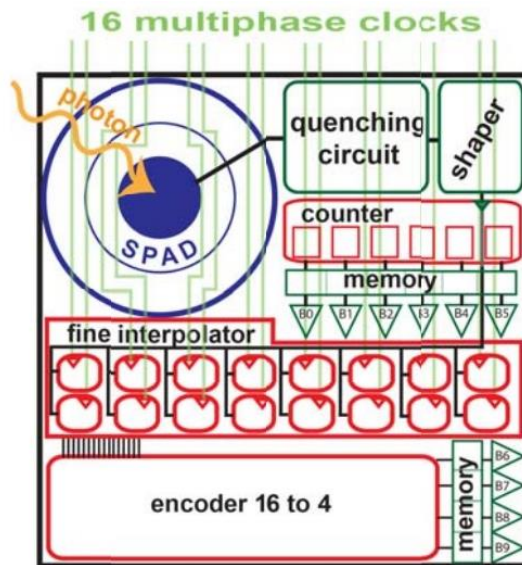 16 multiphase clocks
photon
SPAD
quenching
circuit
shaper
counter
memory
B0 B1 B2 B3 B4 B5
fine interpolator
encoder 16 to 4
memory
B6
B7
B8
B9